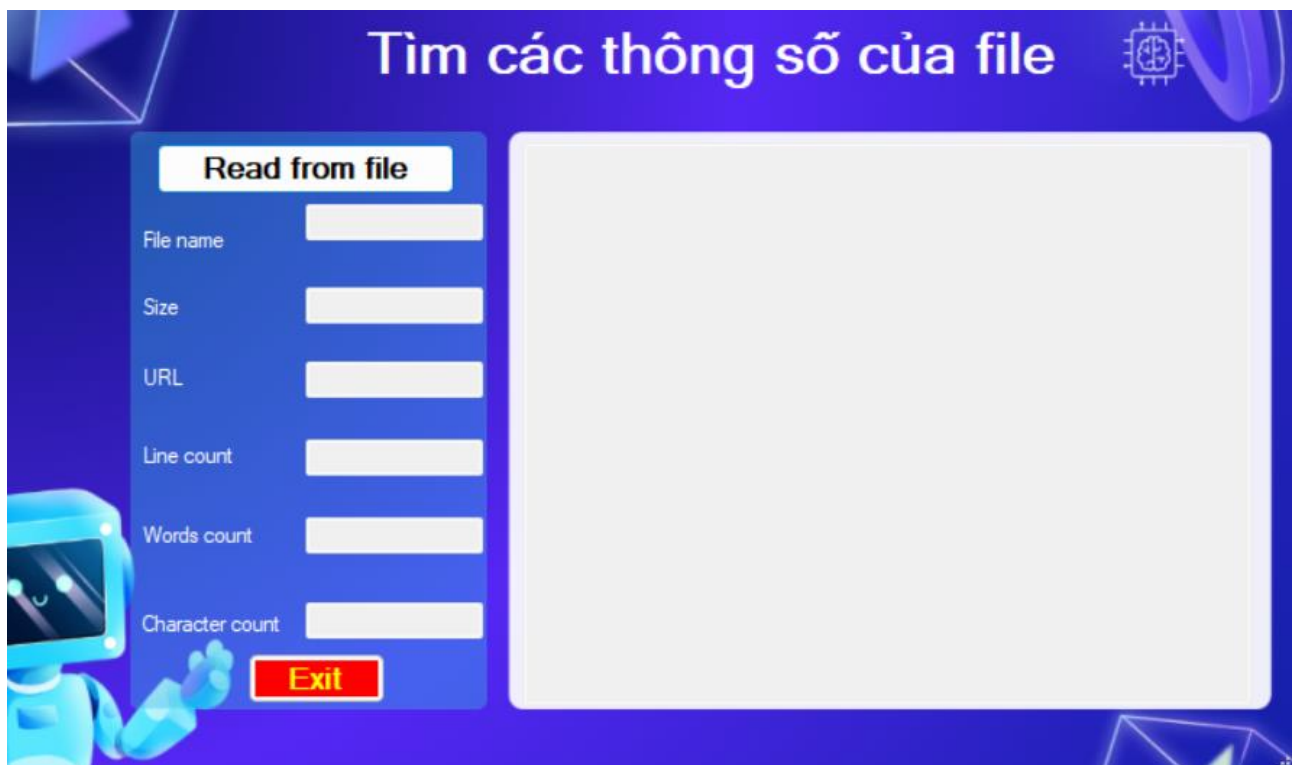 Tìm các thông số của file
Read from file
File name
Size
URL
Line count
Words count
Character count
Exit